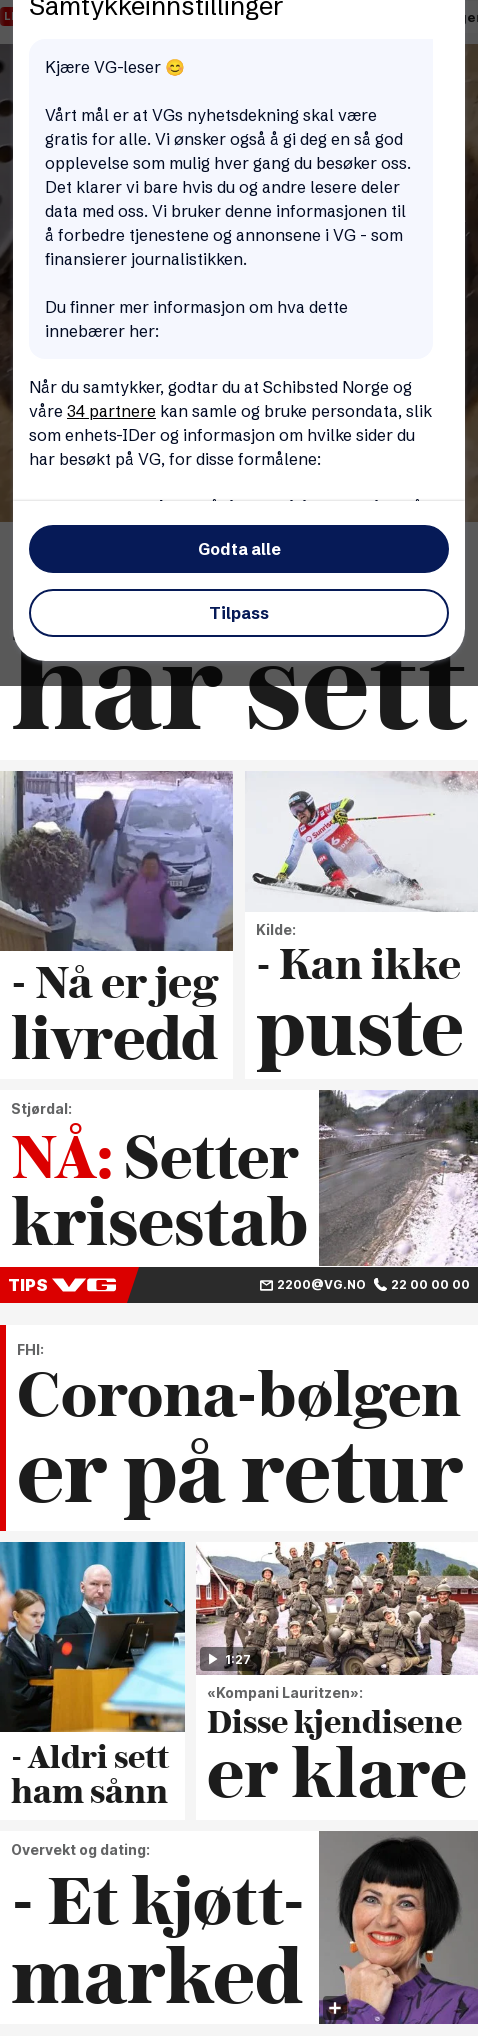 Samtykkeinnstillinger
Kjære VG-leser 😊
Vårt mål er at VGs nyhetsdekning skal være
gratis for alle. Vi ønsker også å gi deg en så god
opplevelse som mulig hver gang du besøker oss.
Det klarer vi bare hvis du og andre lesere deler
data med oss. Vi bruker denne informasjonen til
å forbedre tjenestene og annonsene i VG - som
finansierer journalistikken.
Du finner mer informasjon om hva dette
innebærer her:
Når du samtykker, godtar du at Schibsted Norge og
våre 34 partnere kan samle og bruke persondata, slik
som enhets-IDer og informasjon om hvilke sider du
har besøkt på VG, for disse formålene:
Godta alle
Tilpass
har sett
- Nå er jeg
livredd
Kilde:
- Kan ikke
puste
Stjørdal:
NÅ: Setter
krisestab
TIPS VG
2200@VG.NO 22 00 00 00
FHI:
Corona-bølgen
er på retur
- Aldri sett
ham sånn
1:27
«Kompani Lauritzen»:
Disse kjendisene
er klare
Overvekt og dating:
- Et kjøtt-
marked